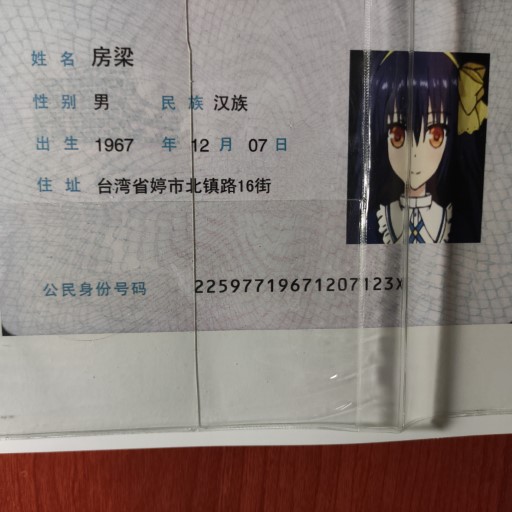 姓名 房梁
性别 男 民族 汉族
出生 1967 年 12 月 07 日
住址 台湾省婷市北镇路16街
公民身份号码 22597719671207123X